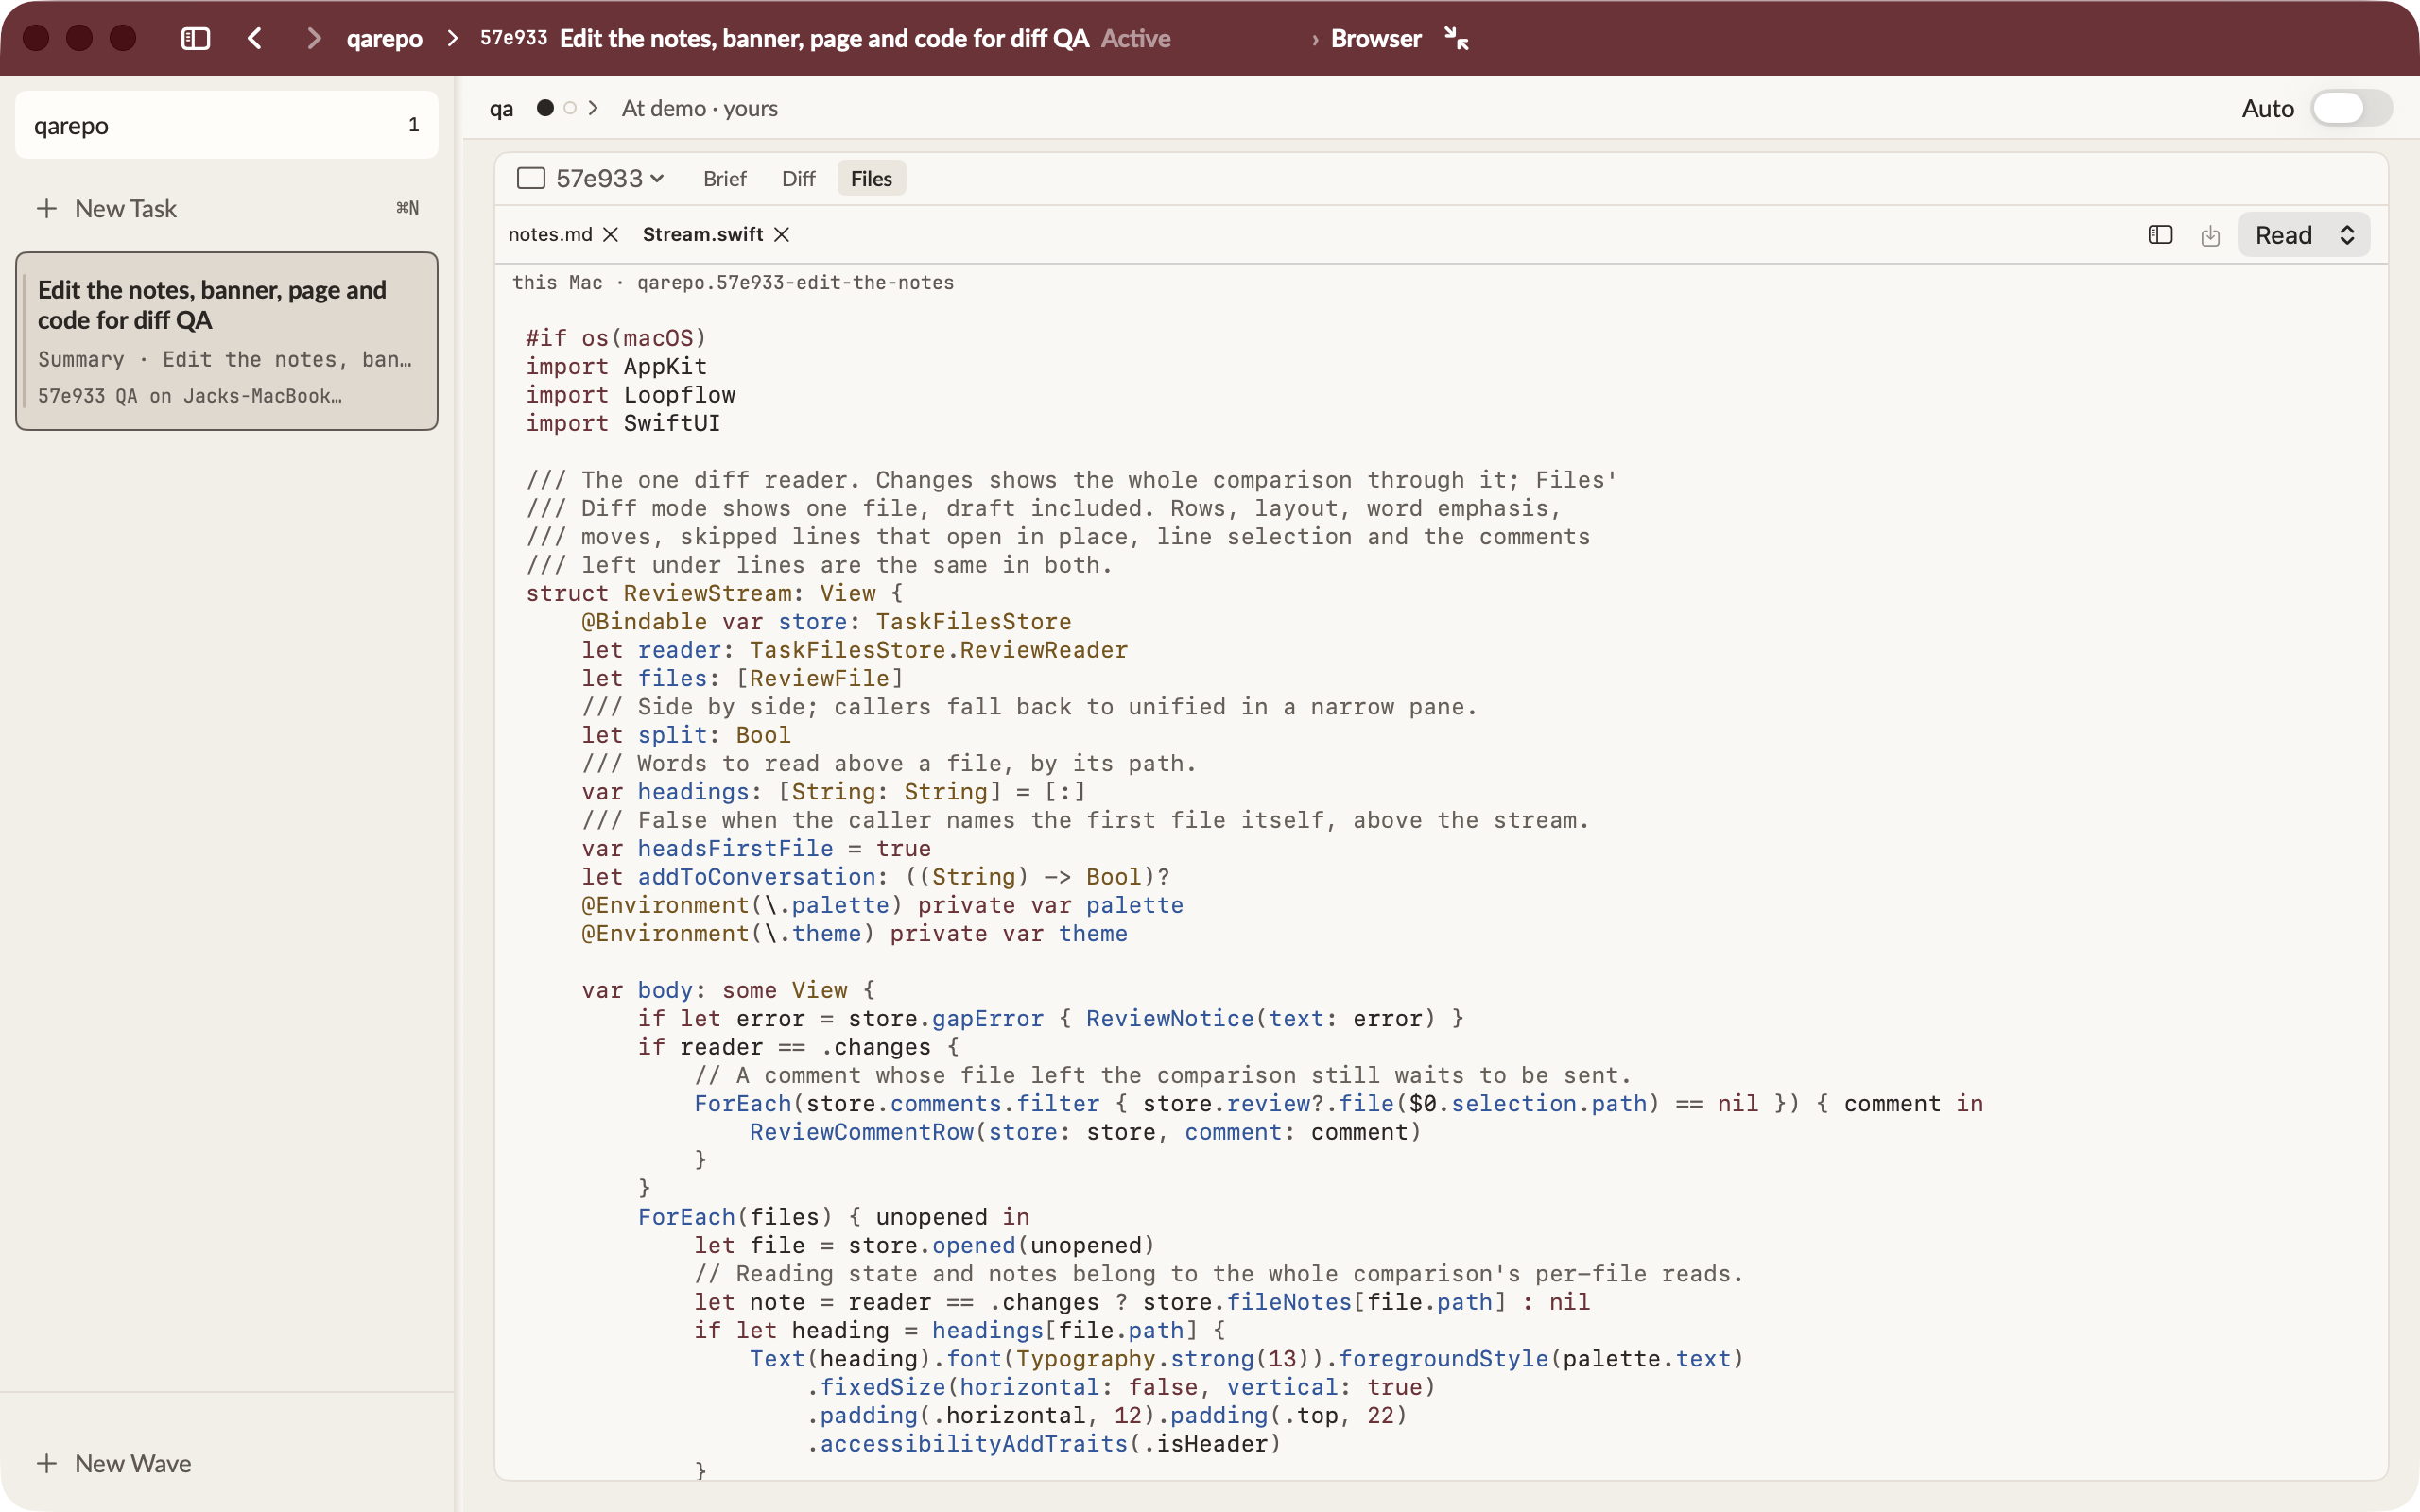 qarepo 57e933 Edit the notes, banner, page and code for diff QA Active › Browser
qarepo 1
New Task ⌘N
Edit the notes, banner, page and
code for diff QA
Summary · Edit the notes, ban…
57e933 QA on Jacks-MacBook…
New Wave
qa At demo · yours Auto
57e933 Brief Diff Files
notes.md Stream.swift Read
this Mac · qarepo.57e933-edit-the-notes
#if os(macOS)
import AppKit
import Loopflow
import SwiftUI
/// The one diff reader. Changes shows the whole comparison through it; Files'
/// Diff mode shows one file, draft included. Rows, layout, word emphasis,
/// moves, skipped lines that open in place, line selection and the comments
/// left under lines are the same in both.
struct ReviewStream: View {
    @Bindable var store: TaskFilesStore
    let reader: TaskFilesStore.ReviewReader
    let files: [ReviewFile]
    /// Side by side; callers fall back to unified in a narrow pane.
    let split: Bool
    /// Words to read above a file, by its path.
    var headings: [String: String] = [:]
    /// False when the caller names the first file itself, above the stream.
    var headsFirstFile = true
    let addToConversation: ((String) -> Bool)?
    @Environment(\.palette) private var palette
    @Environment(\.theme) private var theme
    var body: some View {
        if let error = store.gapError { ReviewNotice(text: error) }
        if reader == .changes {
            // A comment whose file left the comparison still waits to be sent.
            ForEach(store.comments.filter { store.review?.file($0.selection.path) == nil }) { comment in
                ReviewCommentRow(store: store, comment: comment)
            }
        }
        ForEach(files) { unopened in
            let file = store.opened(unopened)
            // Reading state and notes belong to the whole comparison's per-file reads.
            let note = reader == .changes ? store.fileNotes[file.path] : nil
            if let heading = headings[file.path] {
                Text(heading).font(Typography.strong(13)).foregroundStyle(palette.text)
                    .fixedSize(horizontal: false, vertical: true)
                    .padding(.horizontal, 12).padding(.top, 22)
                    .accessibilityAddTraits(.isHeader)
            }